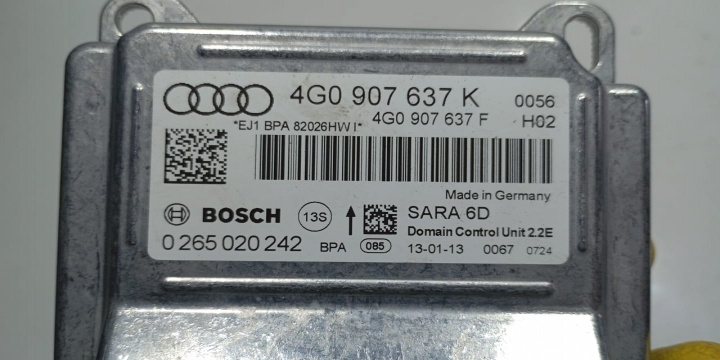 4G0 907 637 K 0056
4G0 907 637 F H02
*EJ1 BPA 82026HW I*
Made in Germany
BOSCH 13S SARA 6D
Domain Control Unit 2.2E
0 265 020 242 BPA 085 13-01-13 0067 0724